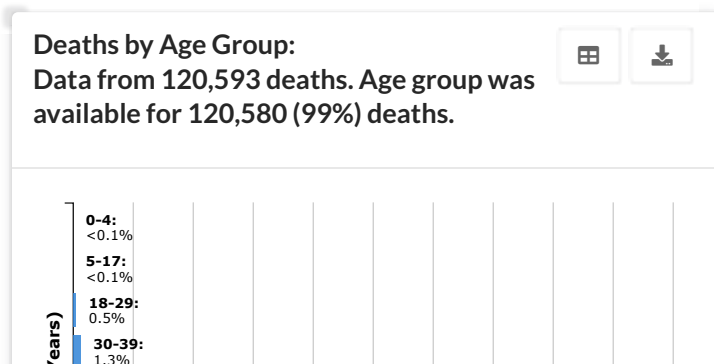 Deaths by Age Group:
Data from 120,593 deaths. Age group was
available for 120,580 (99%) deaths.
0-4:
<0.1%
5-17:
<0.1%
18-29:
0.5%
30-39:
1.3%
ears)